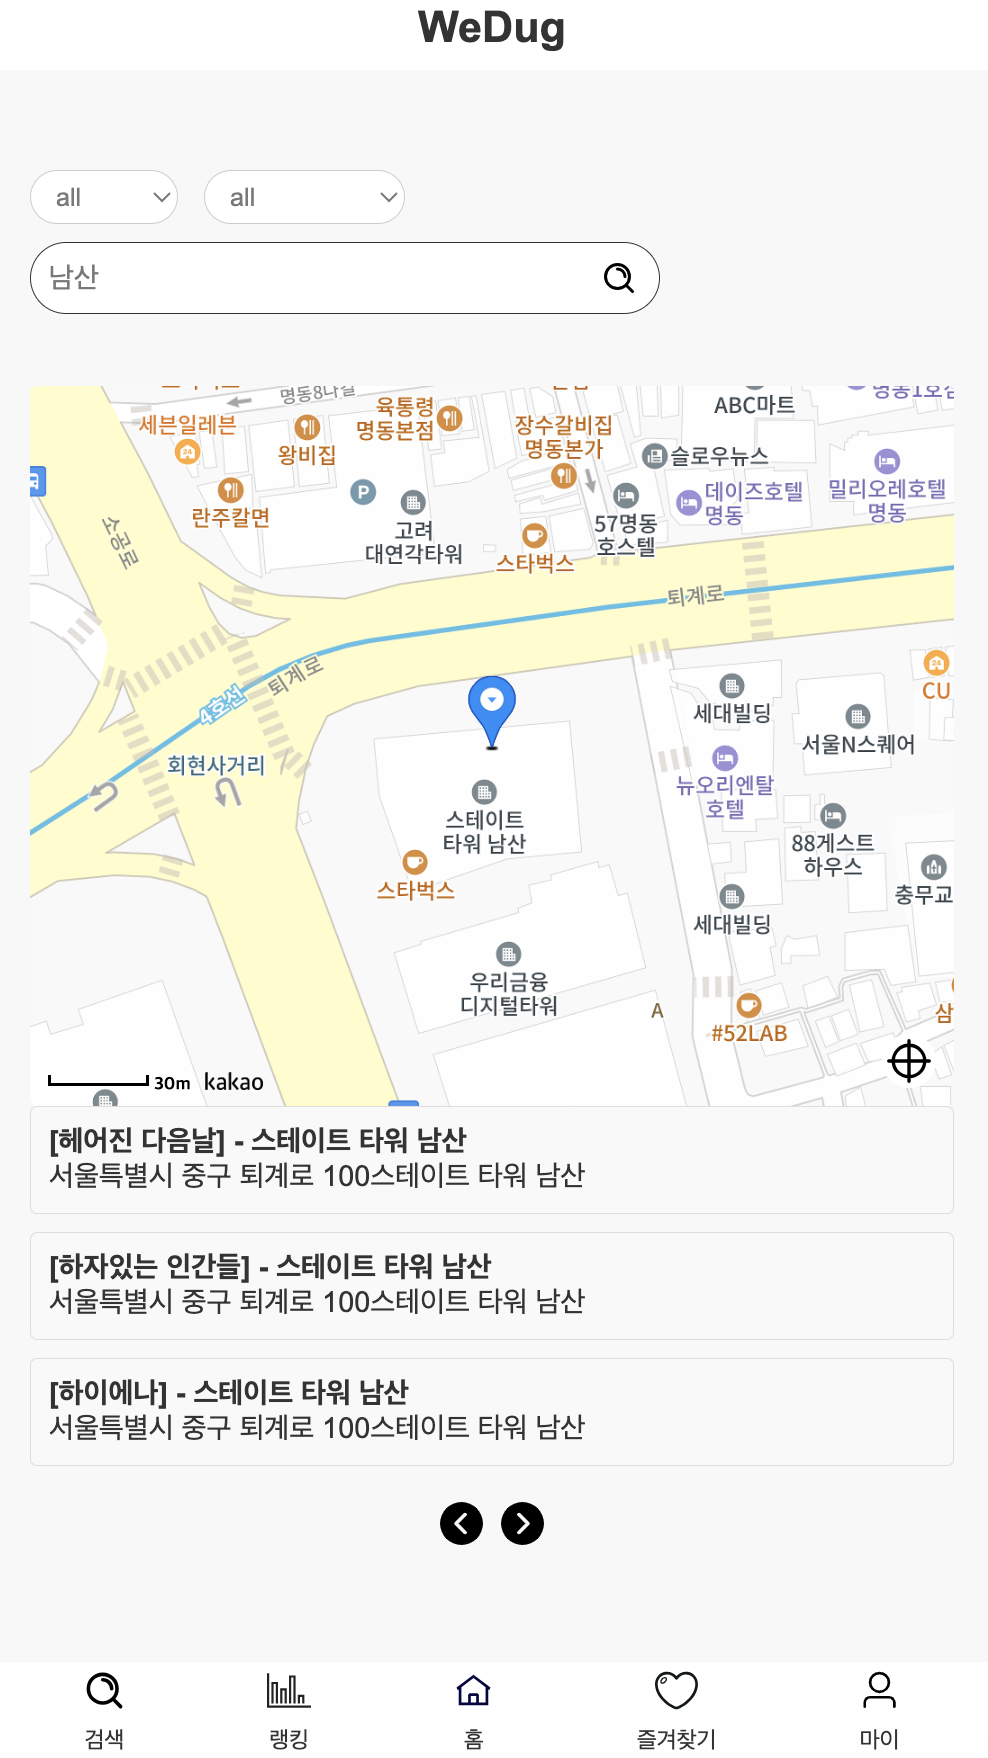 WeDug
all
all
남산
명동8나길
육퉁령
명동본점
세븐일레븐
왕비집
장수갈비집
명동본가
ABC마트
슬로우뉴스
데이즈호텔
명동
밀리오레호텔
명동
란주칼면
P
고려
대연각타워
57명동
호스텔
스타벅스
소공로
퇴계로
퇴계로
4호선
회현사거리
CU
세대빌딩
서울N스퀘어
뉴오리엔탈
호텔
스테이트
타워 남산
스타벅스
88게스트
하우스
충무교
세대빌딩
우리금융
디지털타워
A
#52LAB
삼
30m kakao
[헤어진 다음날] - 스테이트 타워 남산
서울특별시 중구 퇴계로 100스테이트 타워 남산
[하자있는 인간들] - 스테이트 타워 남산
서울특별시 중구 퇴계로 100스테이트 타워 남산
[하이에나] - 스테이트 타워 남산
서울특별시 중구 퇴계로 100스테이트 타워 남산
검색
랭킹
홈
즐겨찾기
마이